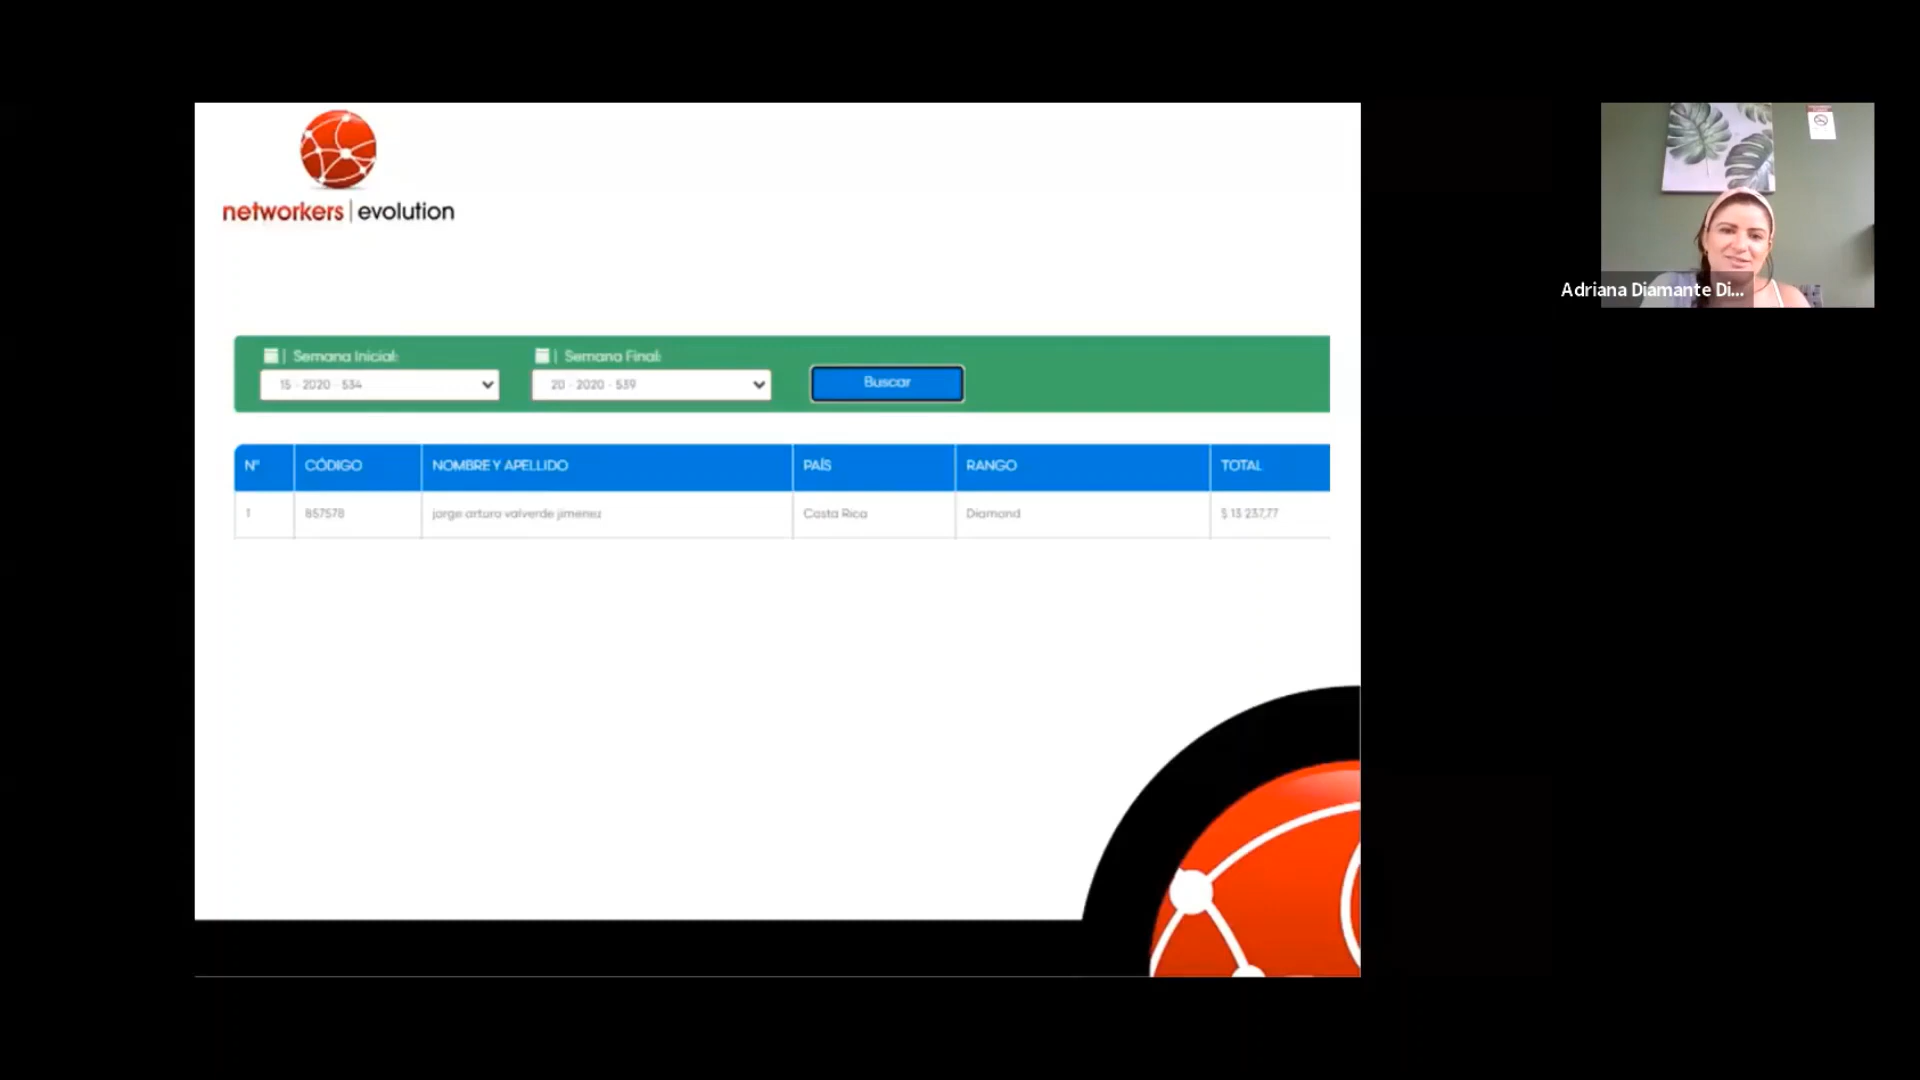 networkers | evolution
| Semana Inicial:
| Semana Final:
15 - 2020 - 534
20 - 2020 - 539
Buscar
N° CÓDIGO NOMBRE Y APELLIDO PAÍS RANGO TOTAL
1 857578 jorge arturo valverde jimenez Costa Rica Diamond $ 13 237,77
Adriana Diamante Di...